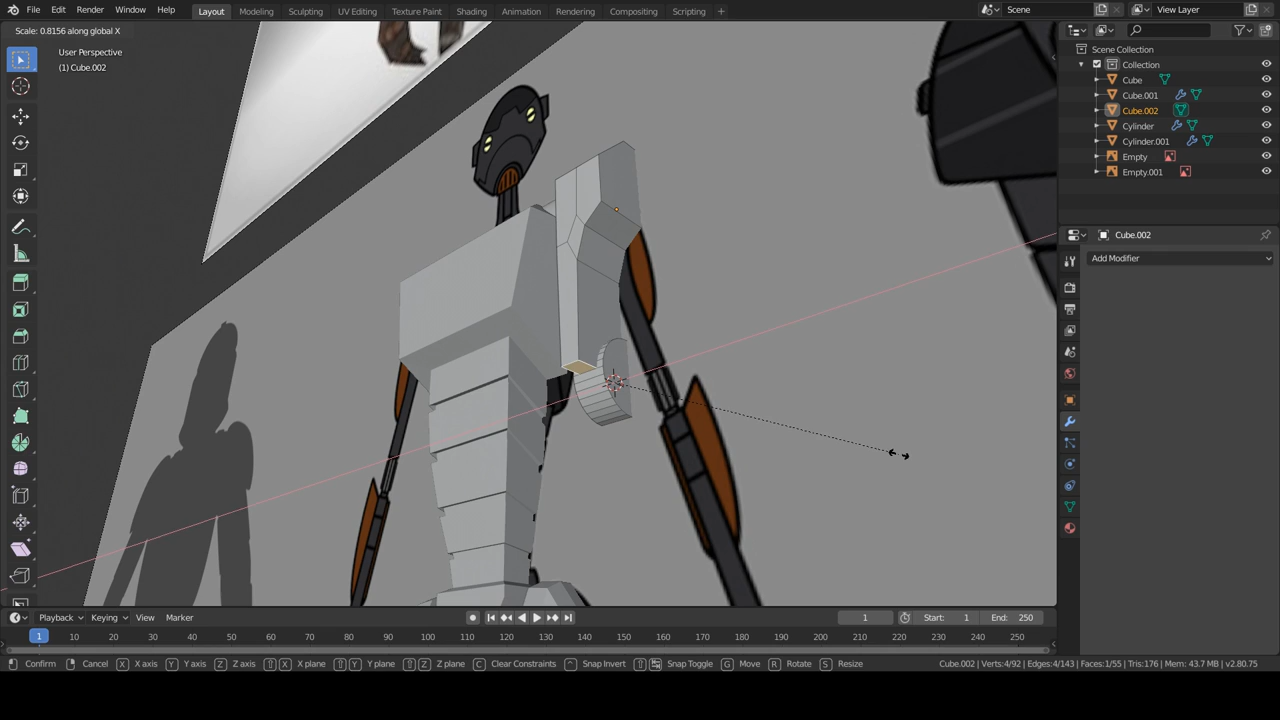 File Edit Render Window Help Layout Modeling Sculpting UV Editing Texture Paint Shading Animation Rendering Compositing Scripting + Scene View Layer
Scale: 0.8156 along global X
User Perspective
(1) Cube.002
Scene Collection
Collection
Cube
Cube.001
Cube.002
Cylinder
Cylinder.001
Empty
Empty.001
Cube.002
Add Modifier
Playback Keying View Marker 1 Start: 1 End: 250
1 10 20 30 40 50 60 70 80 90 100 110 120 130 140 150 160 170 180 190 200 210 220 230 240 250
Confirm Cancel X X axis Y Y axis Z Z axis X X plane Y Y plane Z Z plane C Clear Constraints Snap Invert Snap Toggle G Move R Rotate S Resize Cube.002 | Verts:4/92 | Edges:4/143 | Faces:1/55 | Tris:176 | Mem: 43.7 MB | v2.80.75